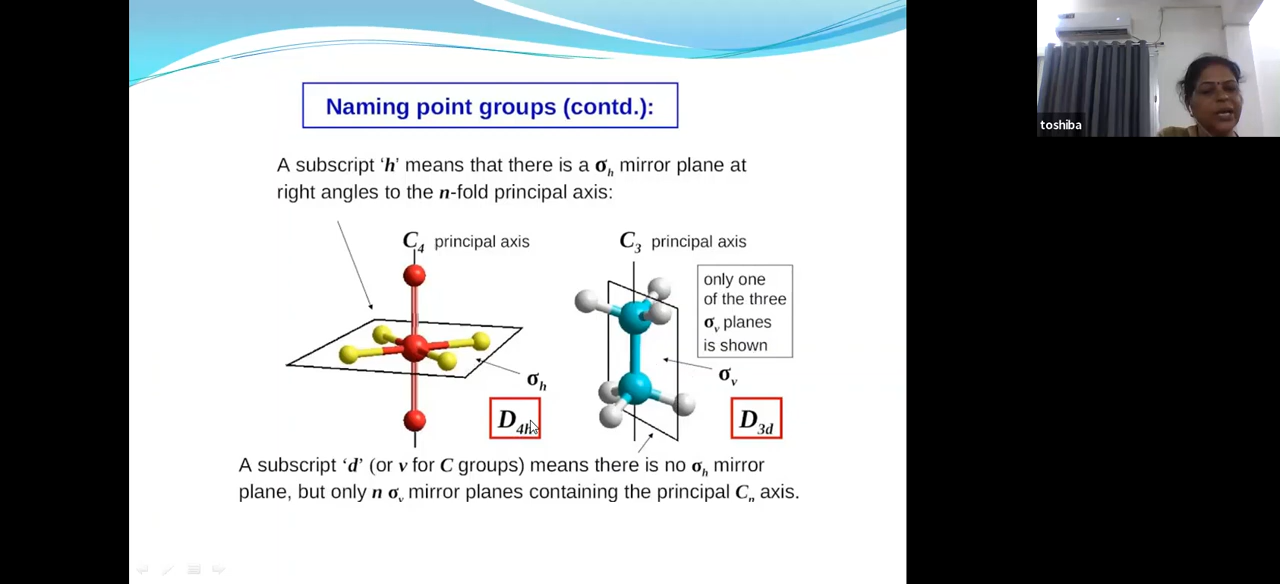 Naming point groups (contd.):
toshiba
A subscript ‘h’ means that there is a σh mirror plane at
right angles to the n-fold principal axis:
C4 principal axis
C3 principal axis
only one
of the three
σv planes
is shown
σh
σv
D4h
D3d
A subscript ‘d’ (or v for C groups) means there is no σh mirror
plane, but only n σv mirror planes containing the principal Cn axis.